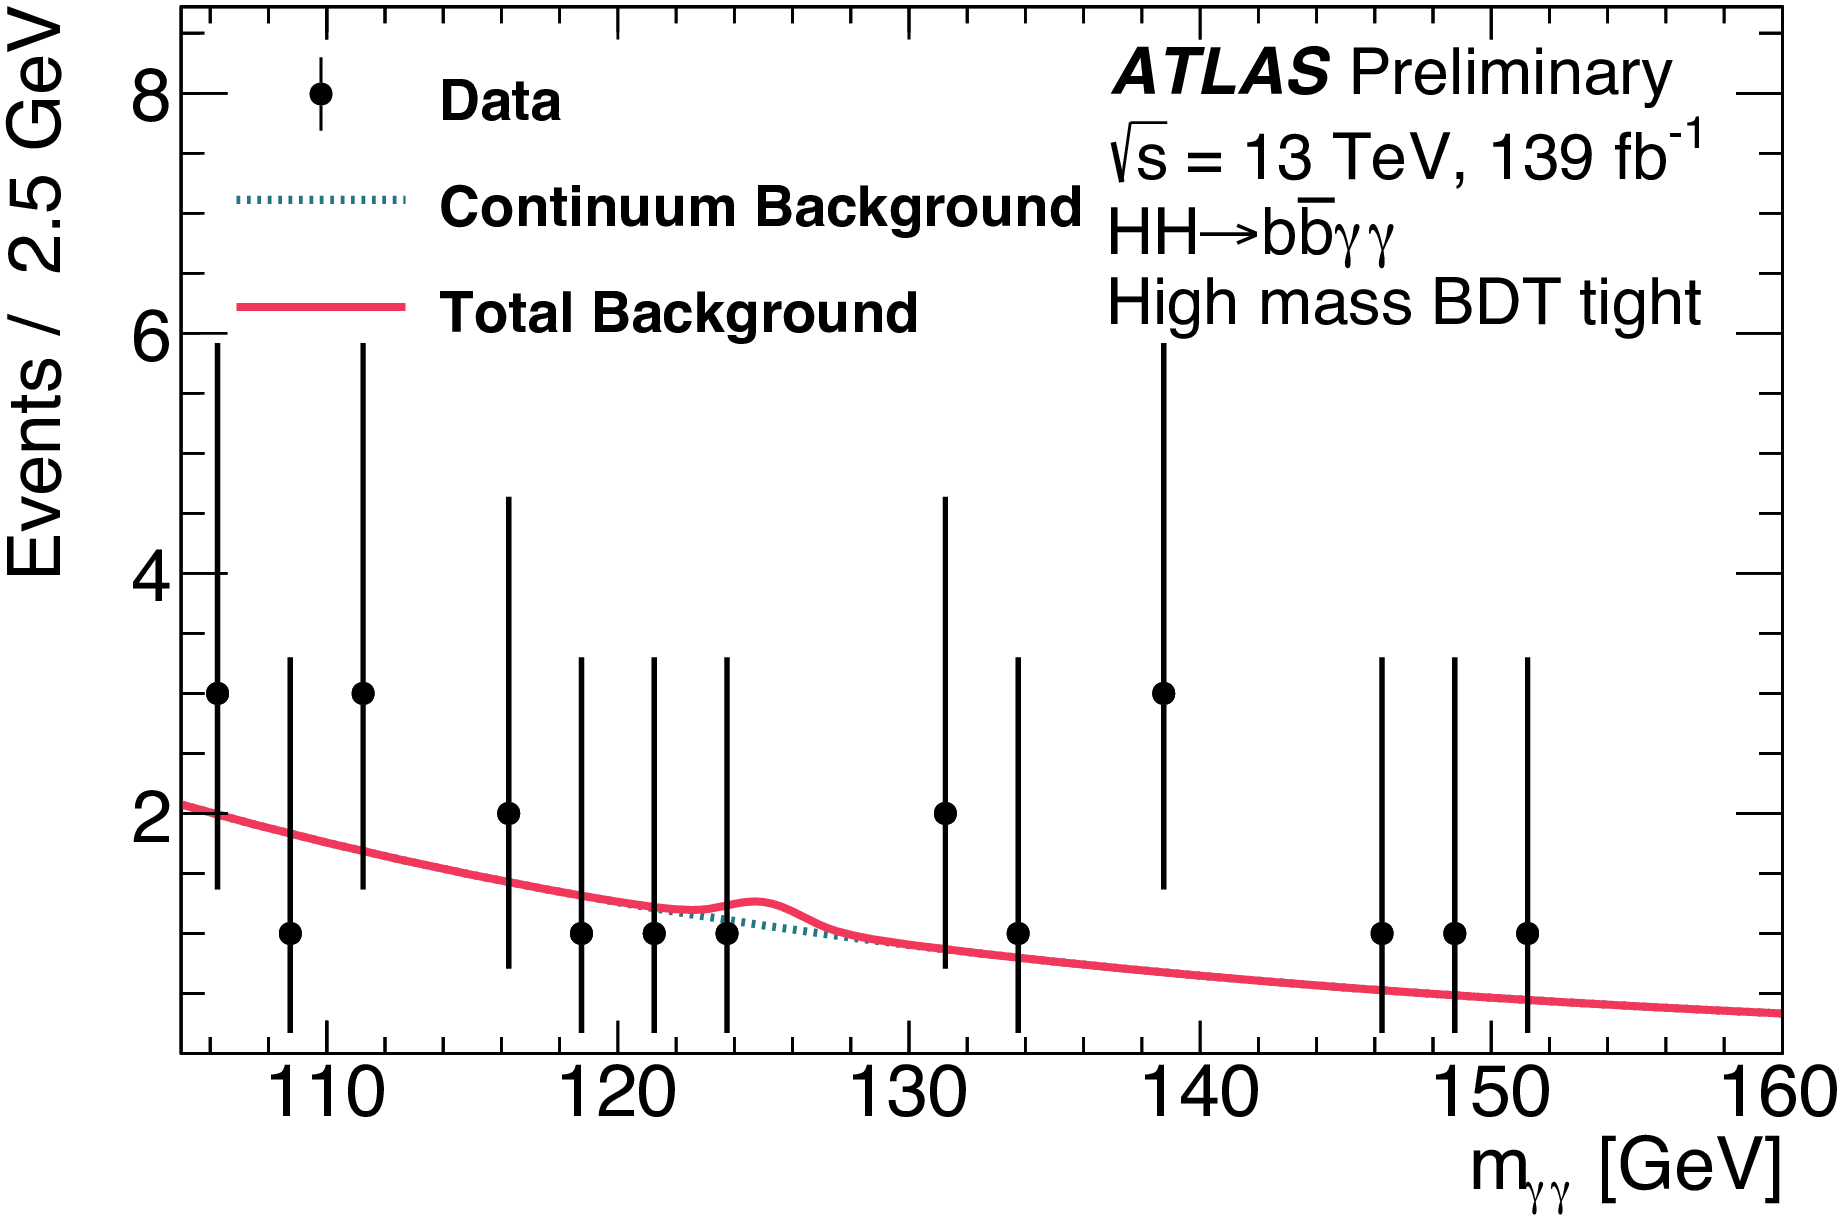 Events / 2.5 GeV
8
6
4
2
Data
Continuum Background
Total Background
ATLAS Preliminary
√s = 13 TeV, 139 fb⁻¹
HH→bb̄γγ
High mass BDT tight
110 120 130 140 150 160
mγγ [GeV]